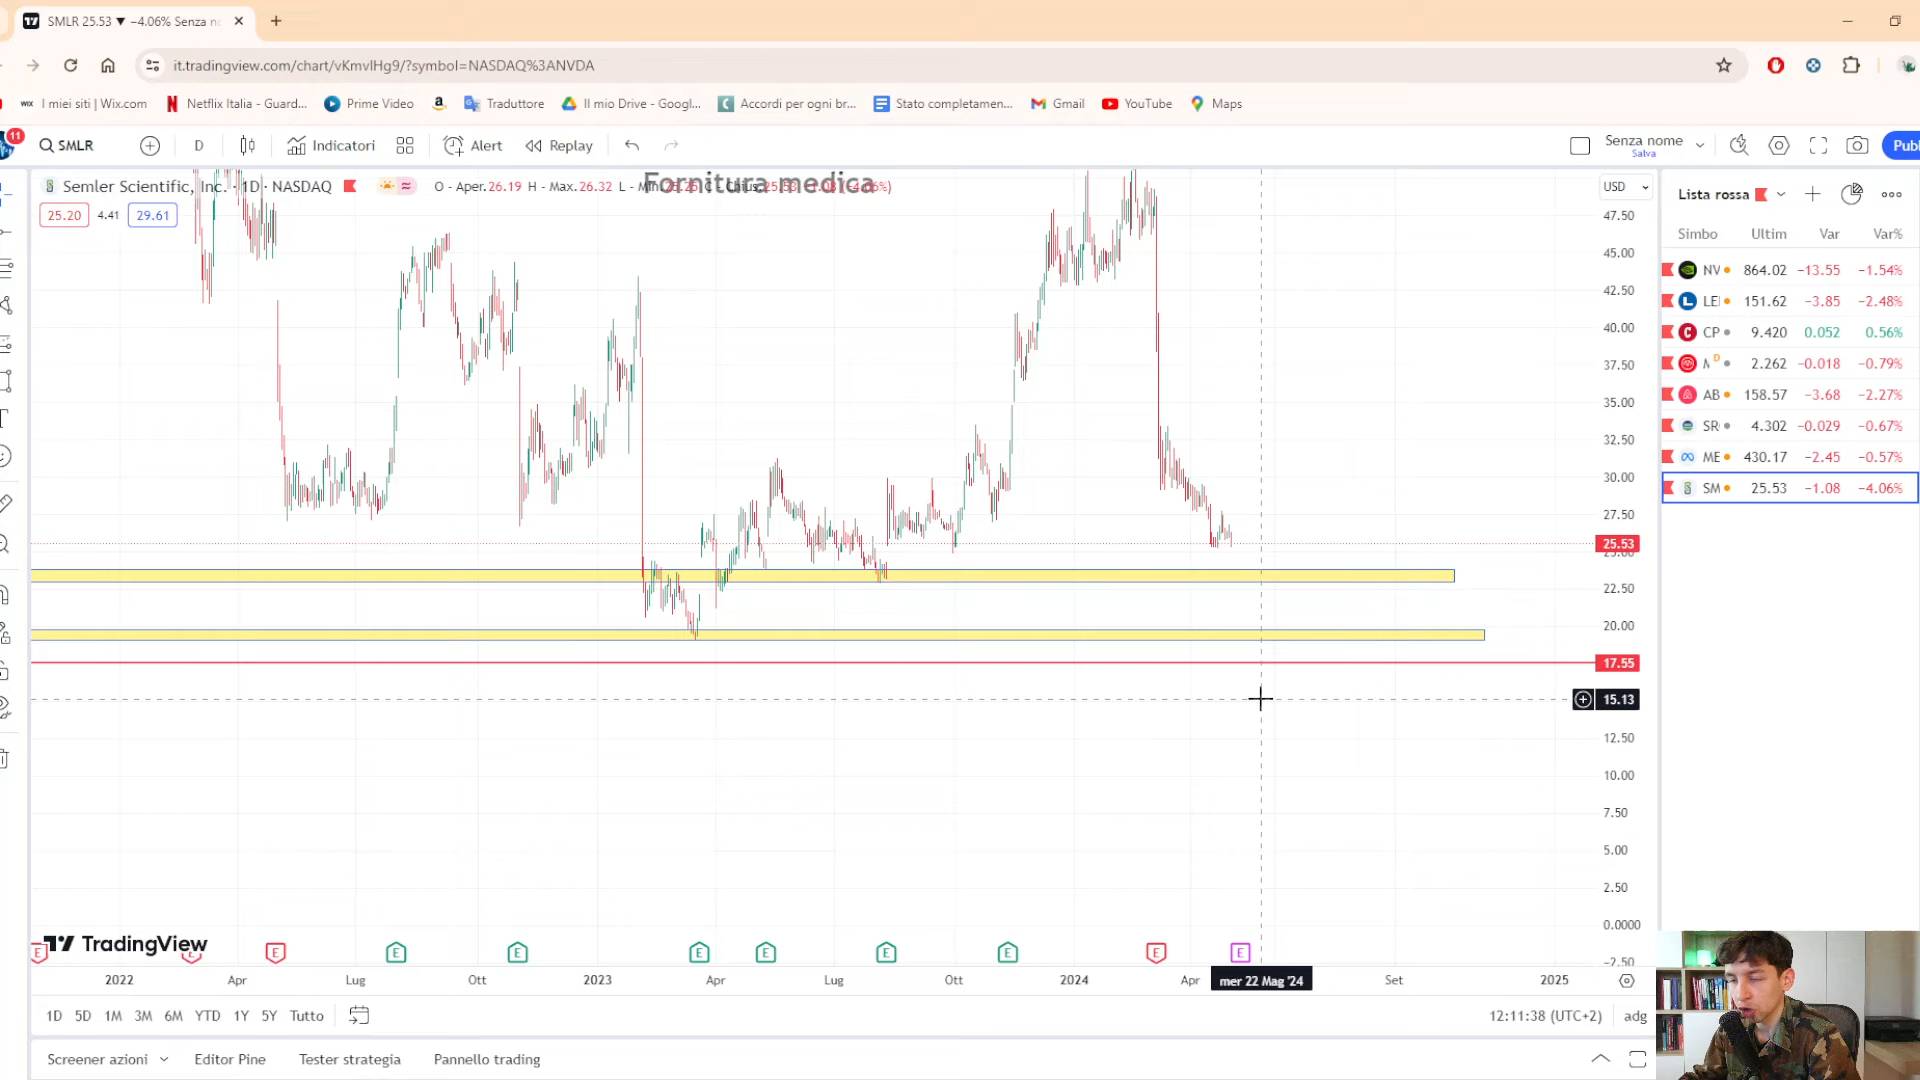 SMLR 25.53 ▼ −4.06% Senza no
it.tradingview.com/chart/vKmvlHg9/?symbol=NASDAQ%3ANVDA
WIX I miei siti | Wix.com
Netflix Italia - Guard...
Prime Video
Traduttore
Il mio Drive - Googl...
Accordi per ogni br...
Stato completamen...
Gmail
YouTube
Maps
11
SMLR
D
Indicatori
Alert
Replay
Senza nome
Salva
Publ
Semler Scientific, Inc. · 1D · NASDAQ
O - Aper.26.19 H - Max.26.32 L - Min.
Fornitura medica
25.20 4.41 29.61
USD
47.50
45.00
42.50
40.00
37.50
35.00
32.50
30.00
27.50
25.53
25.00
22.50
20.00
17.55
15.13
12.50
10.00
7.50
5.00
2.50
0.0000
−2.50
Lista rossa
Simbo Ultim Var Var%
NV 864.02 −13.55 −1.54%
LE 151.62 −3.85 −2.48%
CP 9.420 0.052 0.56%
D 2.262 −0.018 −0.79%
AB 158.57 −3.68 −2.27%
SR 4.302 −0.029 −0.67%
ME 430.17 −2.45 −0.57%
SM 25.53 −1.08 −4.06%
TradingView
E E E E E E E E E E E
2022 Apr Lug Ott 2023 Apr Lug Ott 2024 Apr mer 22 Mag '24 Set 2025
1D 5D 1M 3M 6M YTD 1Y 5Y Tutto
12:11:38 (UTC+2) adg
Screener azioni Editor Pine Tester strategia Pannello trading